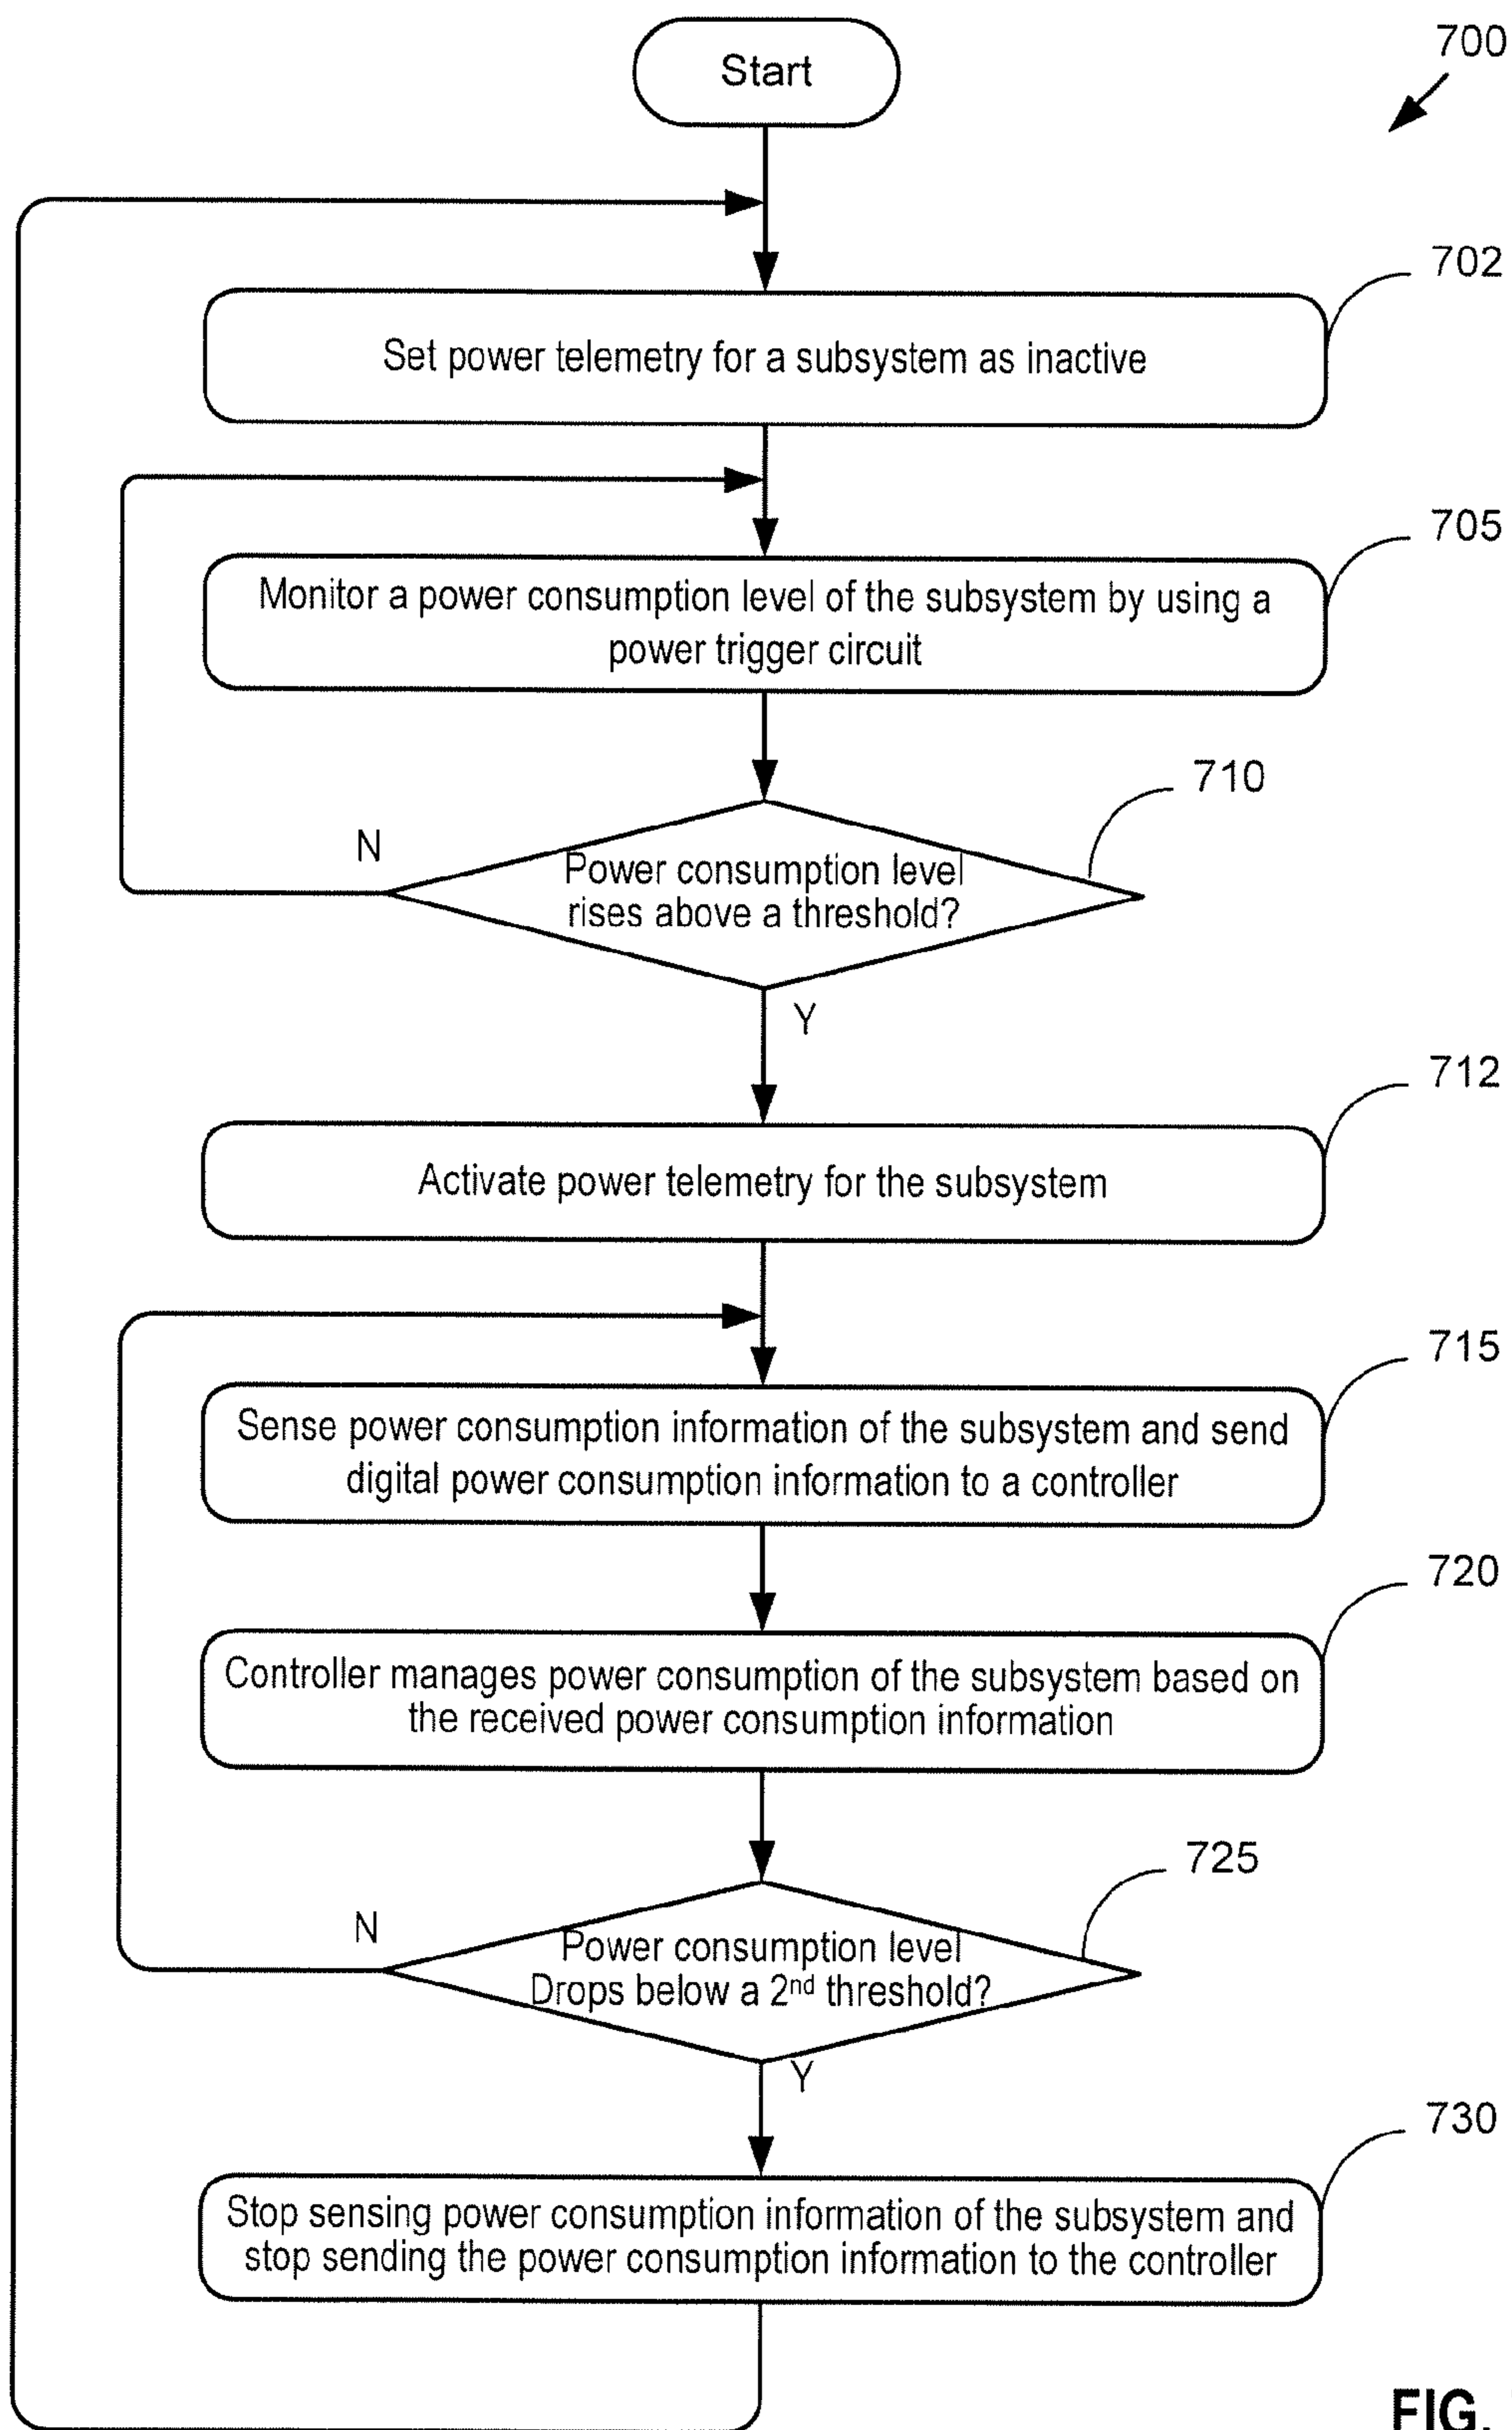 Start
700
702
Set power telemetry for a subsystem as inactive
705
Monitor a power consumption level of the subsystem by using a
power trigger circuit
710
N
Power consumption level
rises above a threshold?
Y
712
Activate power telemetry for the subsystem
715
Sense power consumption information of the subsystem and send
digital power consumption information to a controller
720
Controller manages power consumption of the subsystem based on
the received power consumption information
725
N
Power consumption level
Drops below a 2nd threshold?
Y
730
Stop sensing power consumption information of the subsystem and
stop sending the power consumption information to the controller
FIG.